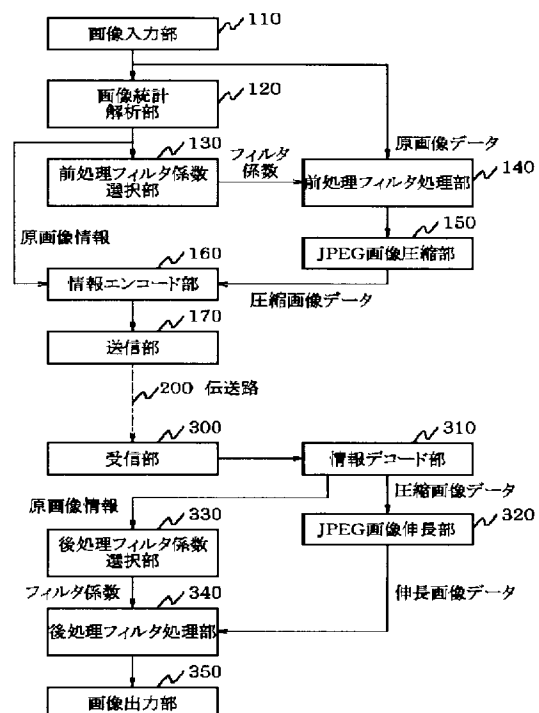 画像入力部
110
画像統計
解析部
120
130
フィルタ
係数
原画像データ
140
前処理フィルタ係数
選択部
前処理フィルタ処理部
原画像情報
150
JPEG画像圧縮部
160
情報エンコード部
圧縮画像データ
170
送信部
200 伝送路
300
受信部
310
情報デコード部
原画像情報
圧縮画像データ
330
320
後処理フィルタ係数
選択部
JPEG画像伸長部
フィルタ係数
340
伸長画像データ
後処理フィルタ処理部
350
画像出力部